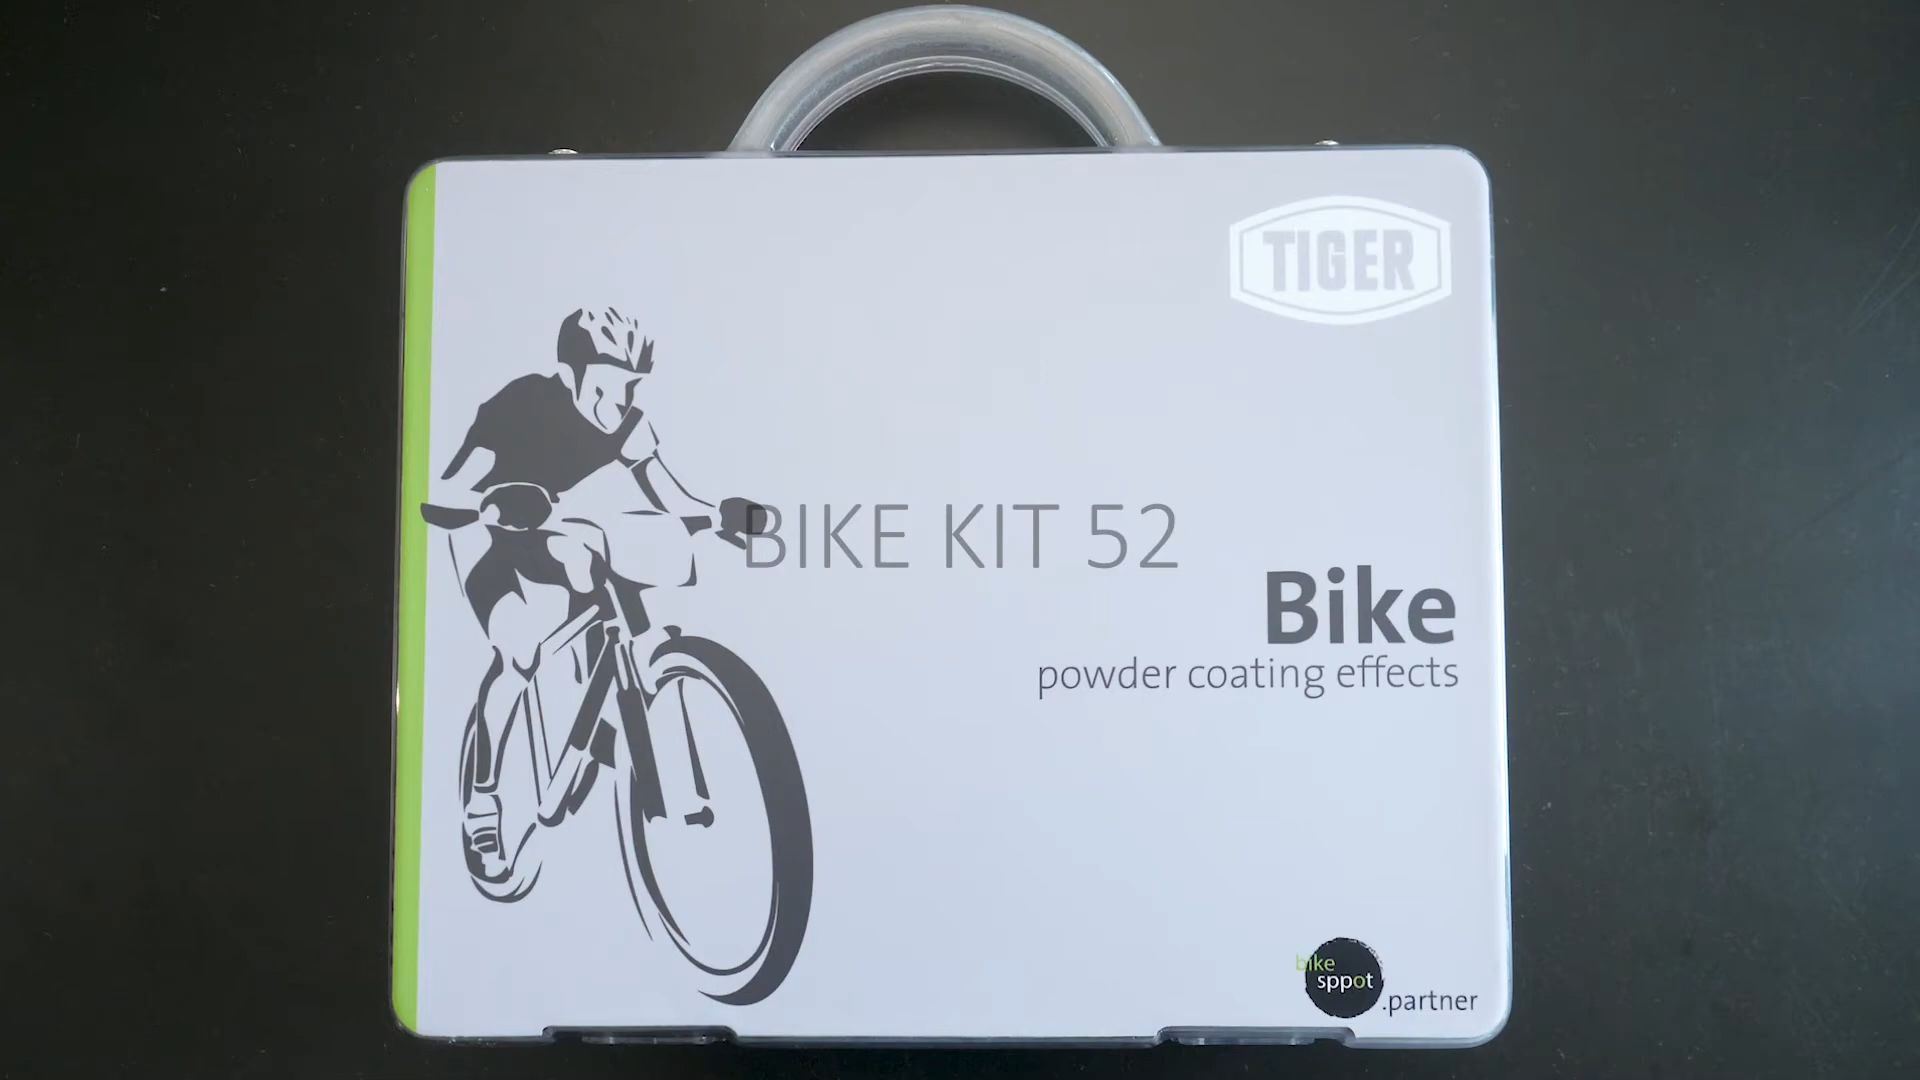 TIGER
BIKE KIT 52
Bike
powder coating effects
bike
sppot
.partner